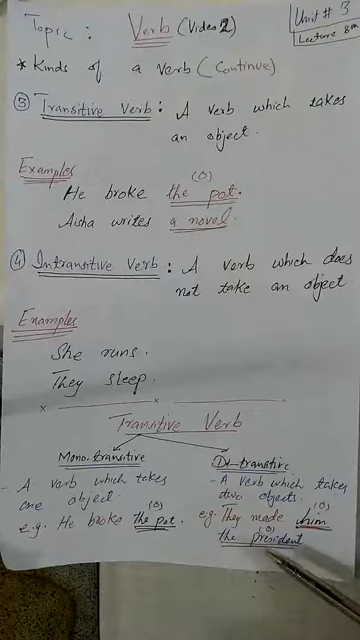 Unit # 3
Lecture 8th
Topic : Verb (Video 2)
* Kinds of a verb (Continue)
③ Transitive Verb : A verb which takes
an object.
Examples
(O)
He broke the pot.
Aisha writes a novel.
④ Intransitive Verb : A verb which does
not take an object.
Examples
She runs.
They sleep.
Transitive Verb
Mono-transitive
- A verb which takes
one object.
(O)
e.g. He broke the pot.
Di-transitive
- A verb which takes
two objects.
(O)
eg. They made him
(O)
the president